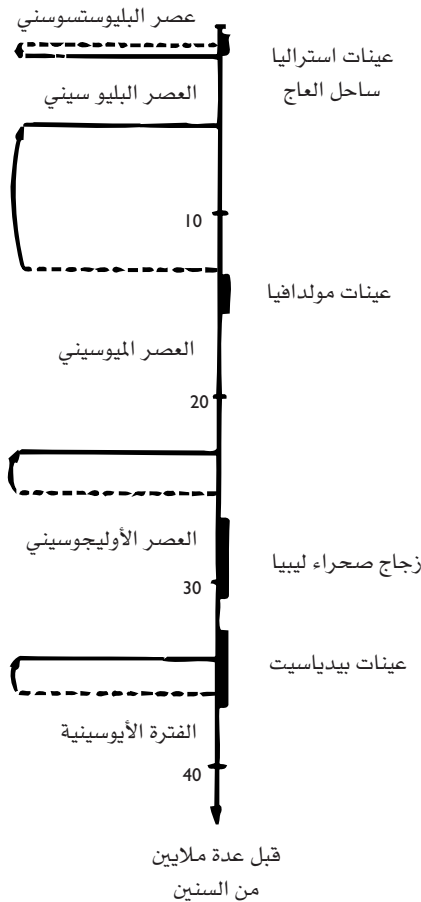 عصر البليوستسوسني
عينات استراليا
ساحل العاج
العصر البليو سيني
10
عينات مولدافيا
العصر الميوسيني
20
العصر الأوليجوسيني
زجاج صحراء ليبيا
30
عينات بيدياسيت
الفترة الأيوسينية
40
قبل عدة ملايين
من السنين